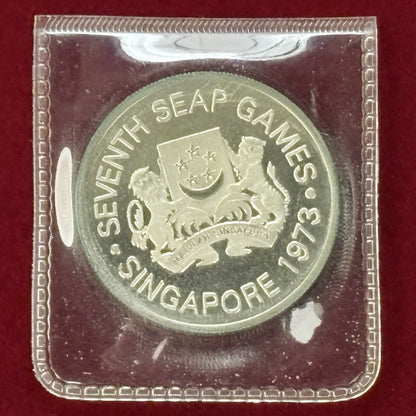 SEVENTH SEAP GAMES
SINGAPORE 1973
MAJULAH SINGAPURA